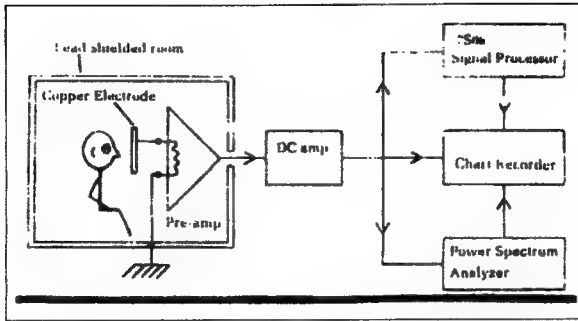 Lead shielded room
Copper Electrode
Pre-amp
DC amp
Signal Processor
Chart Recorder
Power Spectrum
Analyzer